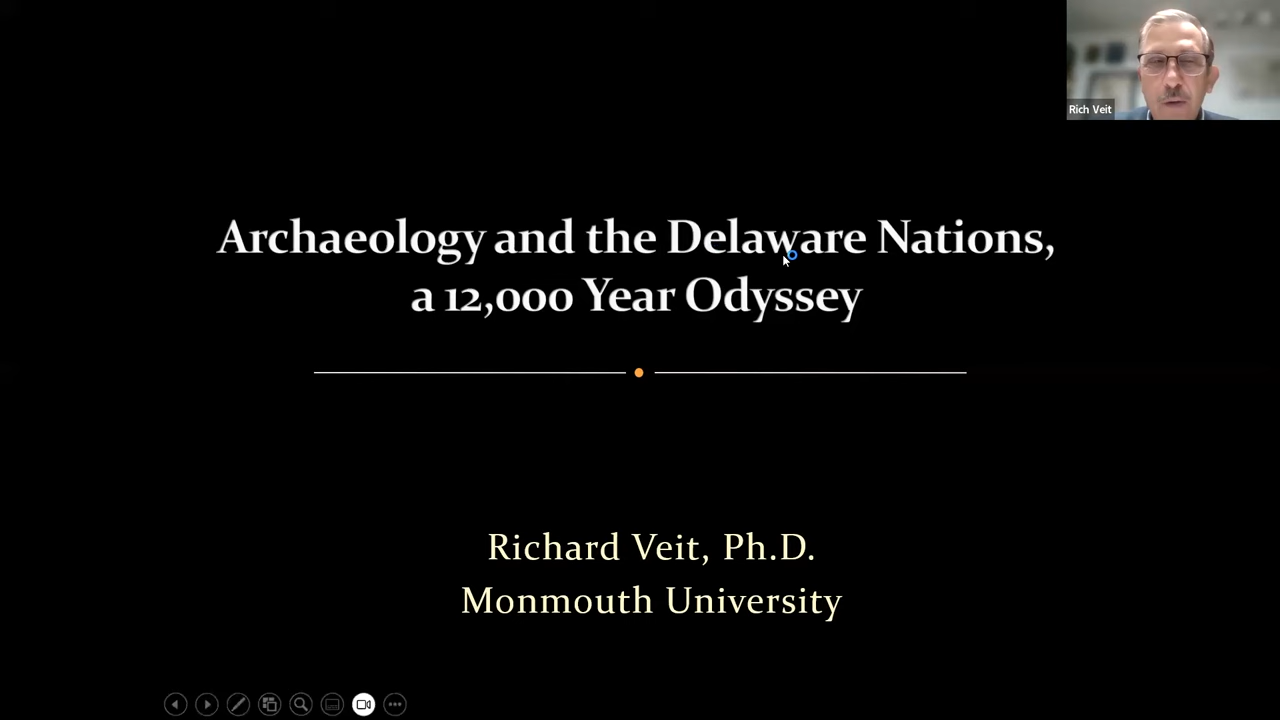 Rich Veit
Archaeology and the Delaware Nations,
a 12,000 Year Odyssey
Richard Veit, Ph.D.
Monmouth University